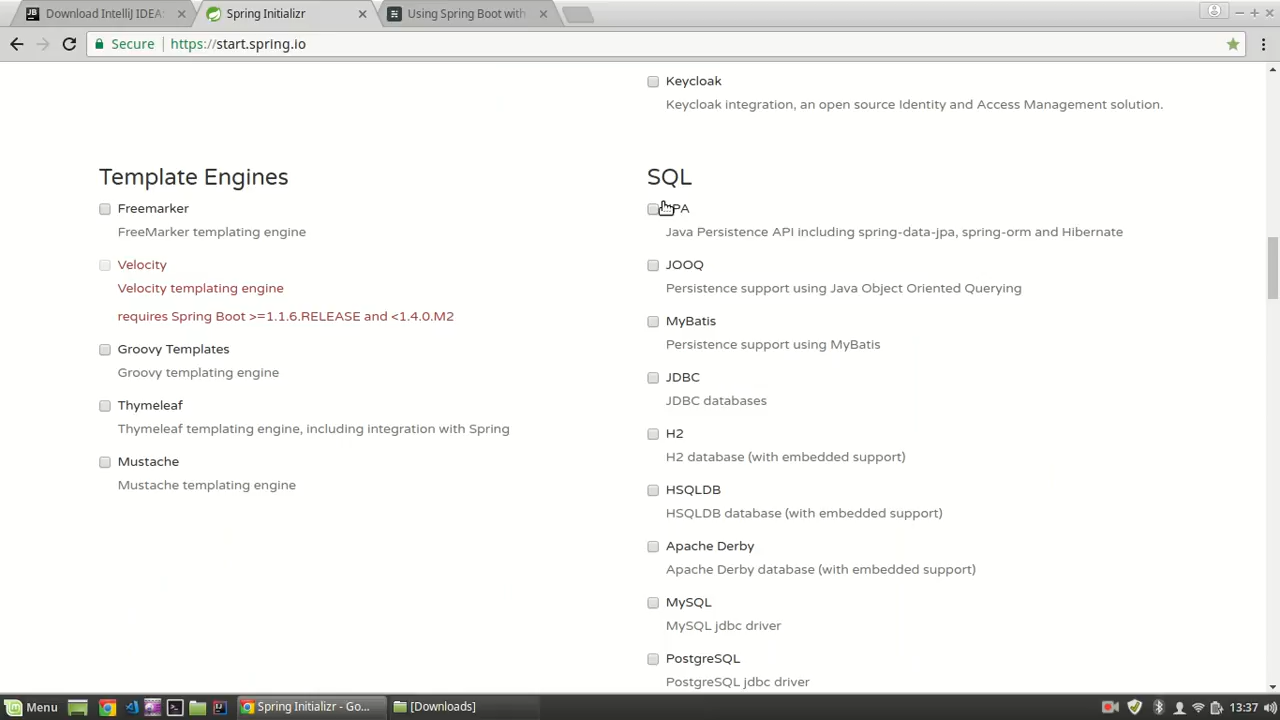 Download IntelliJ IDEA:
Spring Initializr
Using Spring Boot with
Secure
https://start.spring.io
Keycloak
Keycloak integration, an open source Identity and Access Management solution.
Template Engines
Freemarker
FreeMarker templating engine
Velocity
Velocity templating engine
requires Spring Boot >=1.1.6.RELEASE and <1.4.0.M2
Groovy Templates
Groovy templating engine
Thymeleaf
Thymeleaf templating engine, including integration with Spring
Mustache
Mustache templating engine
SQL
PA
Java Persistence API including spring-data-jpa, spring-orm and Hibernate
JOOQ
Persistence support using Java Object Oriented Querying
MyBatis
Persistence support using MyBatis
JDBC
JDBC databases
H2
H2 database (with embedded support)
HSQLDB
HSQLDB database (with embedded support)
Apache Derby
Apache Derby database (with embedded support)
MySQL
MySQL jdbc driver
PostgreSQL
PostgreSQL jdbc driver
Menu
Spring Initializr - Go...
[Downloads]
13:37